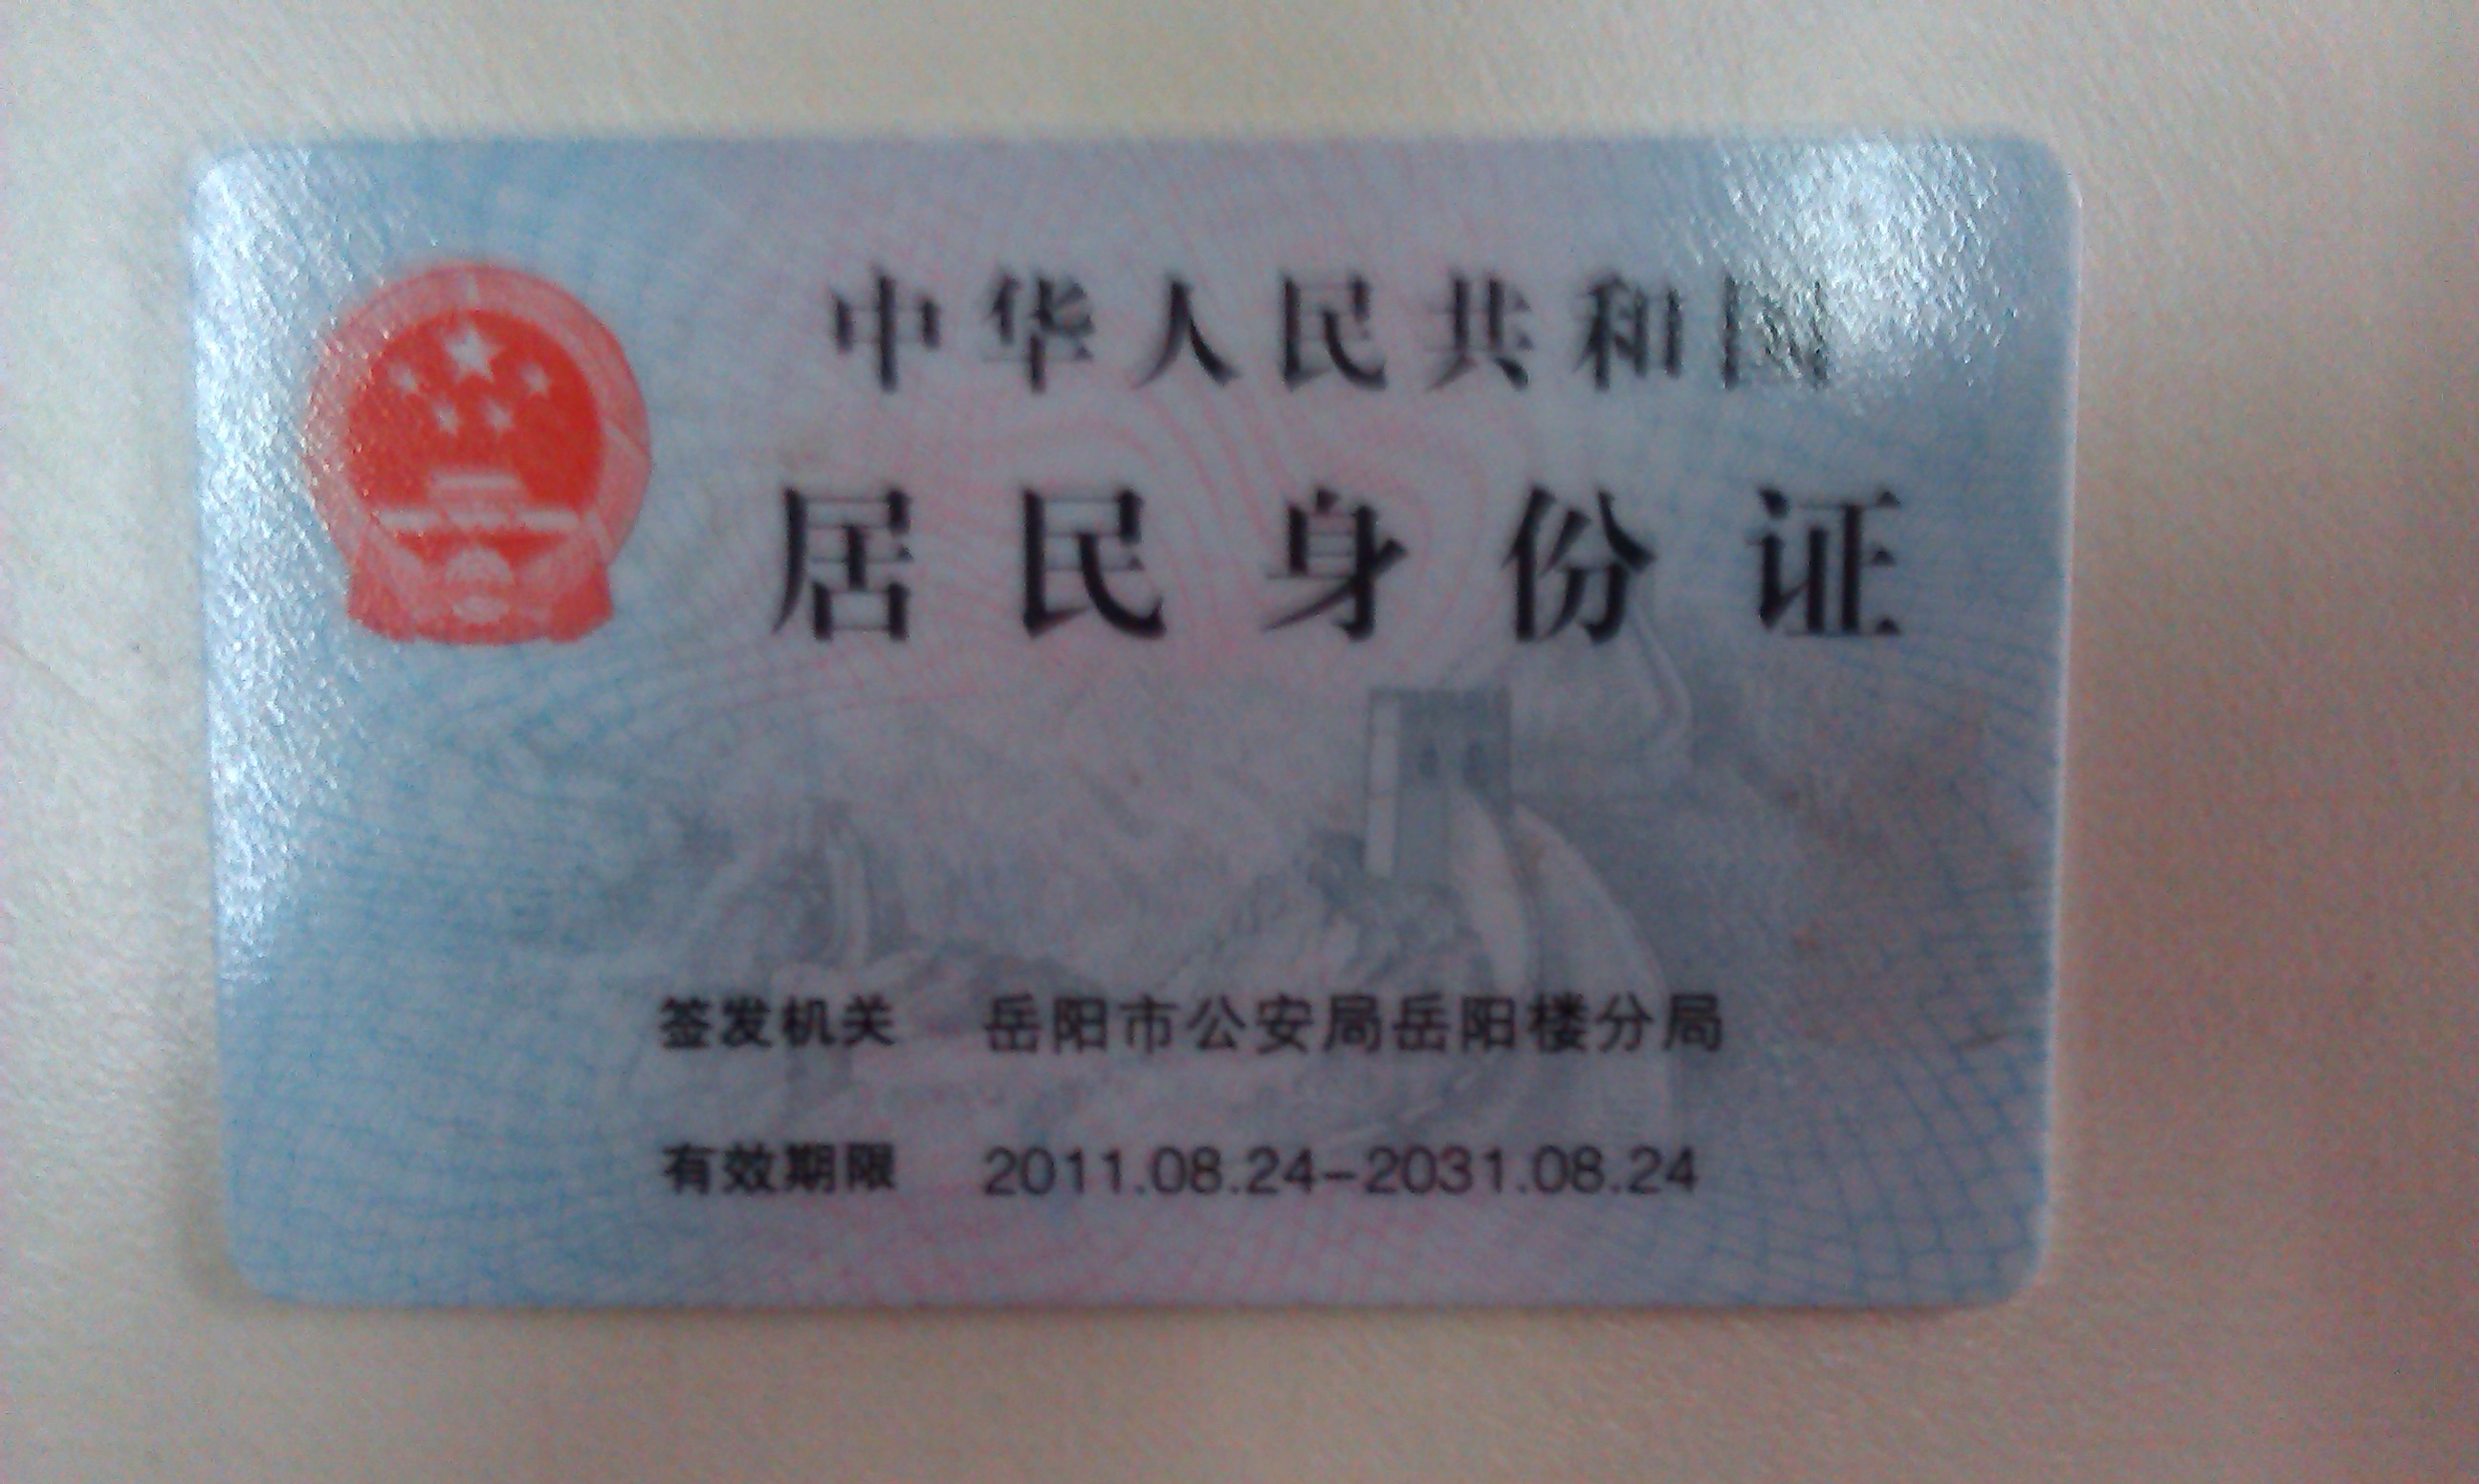 中华人民共和国
居民身份证
签发机关 岳阳市公安局岳阳楼分局
有效期限 2011.08.24-2031.08.24